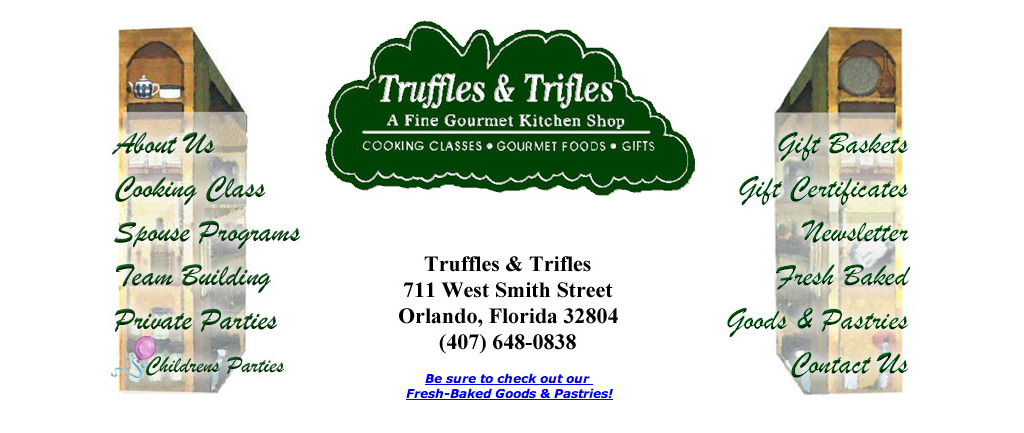 Truffles & Trifles
A Fine Gourmet Kitchen Shop
COOKING CLASSES • GOURMET FOODS • GIFTS
About Us
Cooking Class
Spouse Programs
Team Building
Private Parties
Childrens Parties
Truffles & Trifles
711 West Smith Street
Orlando, Florida 32804
(407) 648-0838
Be sure to check out our
Fresh-Baked Goods & Pastries!
Gift Baskets
Gift Certificates
Newsletter
Fresh Baked
Goods & Pastries
Contact Us